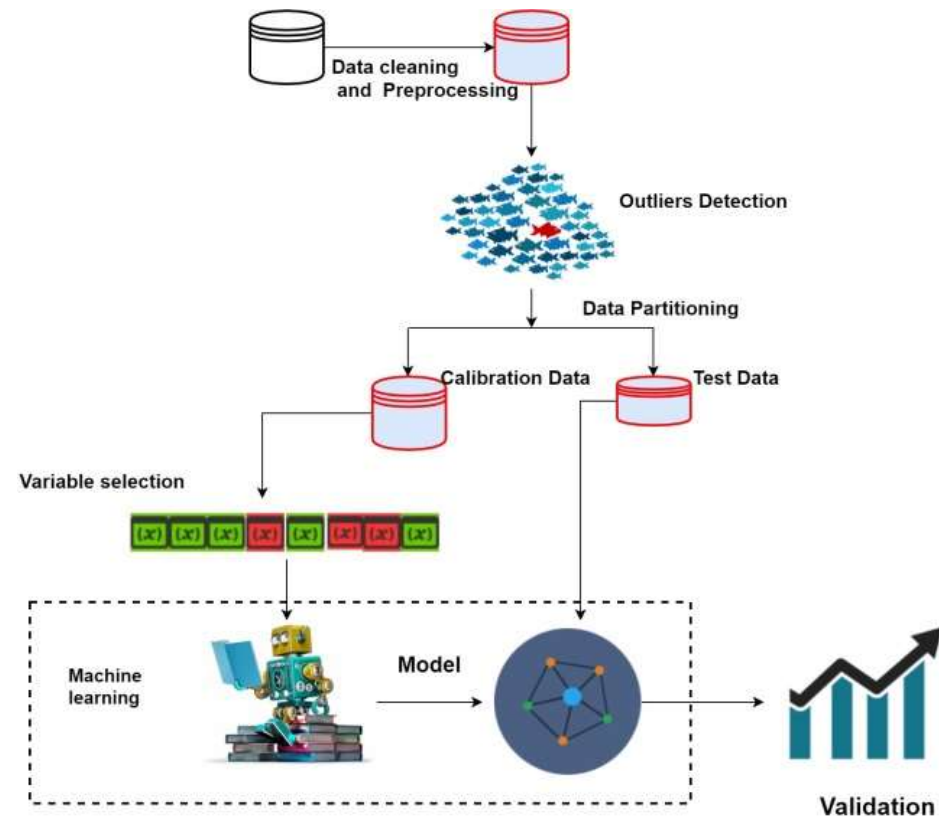 Data cleaning
and Preprocessing
Outliers Detection
Data Partitioning
Calibration Data
Test Data
Variable selection
(x) (x) (x) (x) (x) (x) (x) (x)
Machine
learning
Model
Validation